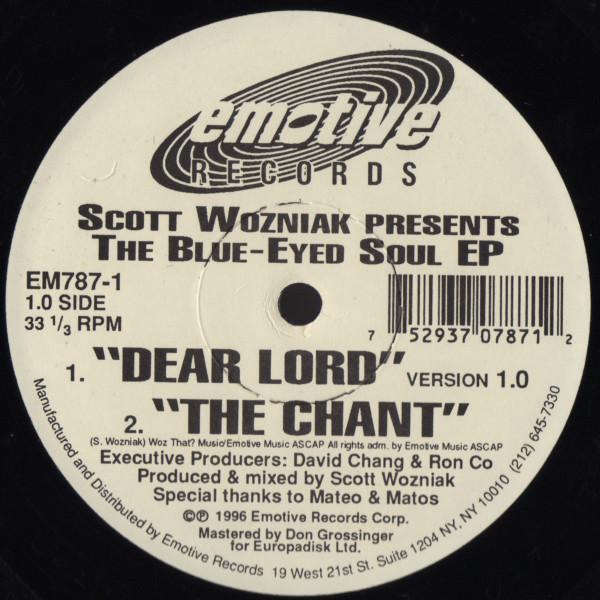 emotive
RECORDS
SCOTT WOZNIAK PRESENTS
THE BLUE-EYED SOUL EP
EM787-1
1.0 SIDE
33 1/3 RPM
7 52937 07871 2
1. "DEAR LORD" VERSION 1.0
2. "THE CHANT"
(S. Wozniak) Woz That? Music/Emotive Music ASCAP All rights adm. by Emotive Music ASCAP
Executive Producers: David Chang & Ron Co
Produced & mixed by Scott Wozniak
Special thanks to Mateo & Matos
©℗ 1996 Emotive Records Corp.
Mastered by Don Grossinger
for Europadisk Ltd.
Manufactured and Distributed by Emotive Records 19 West 21st St. Suite 1204 NY, NY 10010 (212) 645-7330